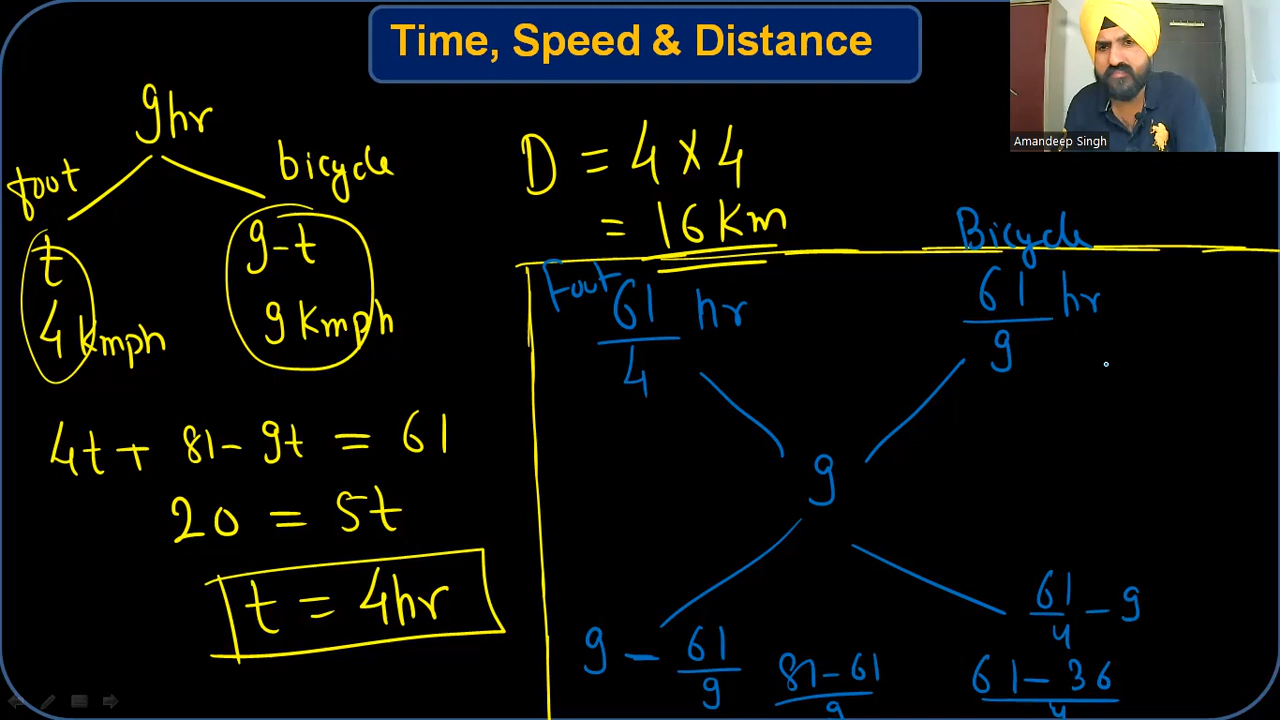 Time, Speed & Distance
Amandeep Singh
9hr
foot
bicycle
t
9-t
4 Kmph
9 Kmph
4t + 81 - 9t = 61
20 = 5t
t = 4hr
D = 4 × 4
= 16 Km
Foot
Bicycle
61/4 hr
61/9 hr
9
9 - 61/9
81-61/9
61/4 - 9
61-36/4